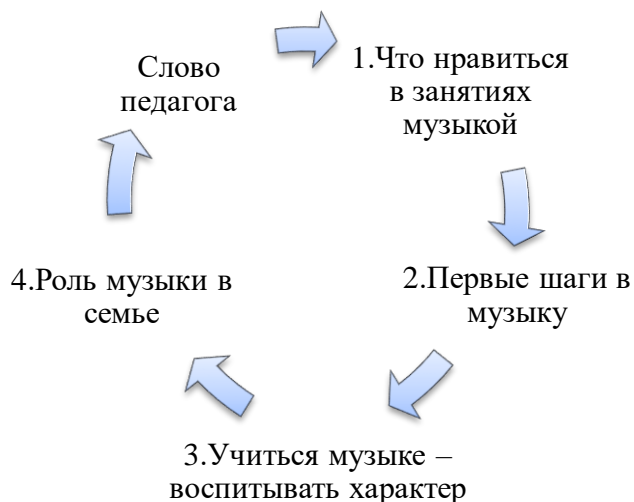 Слово
педагога
1.Что нравиться
в занятиях
музыкой
2.Первые шаги в
музыку
3.Учиться музыке –
воспитывать характер
4.Роль музыки в
семье